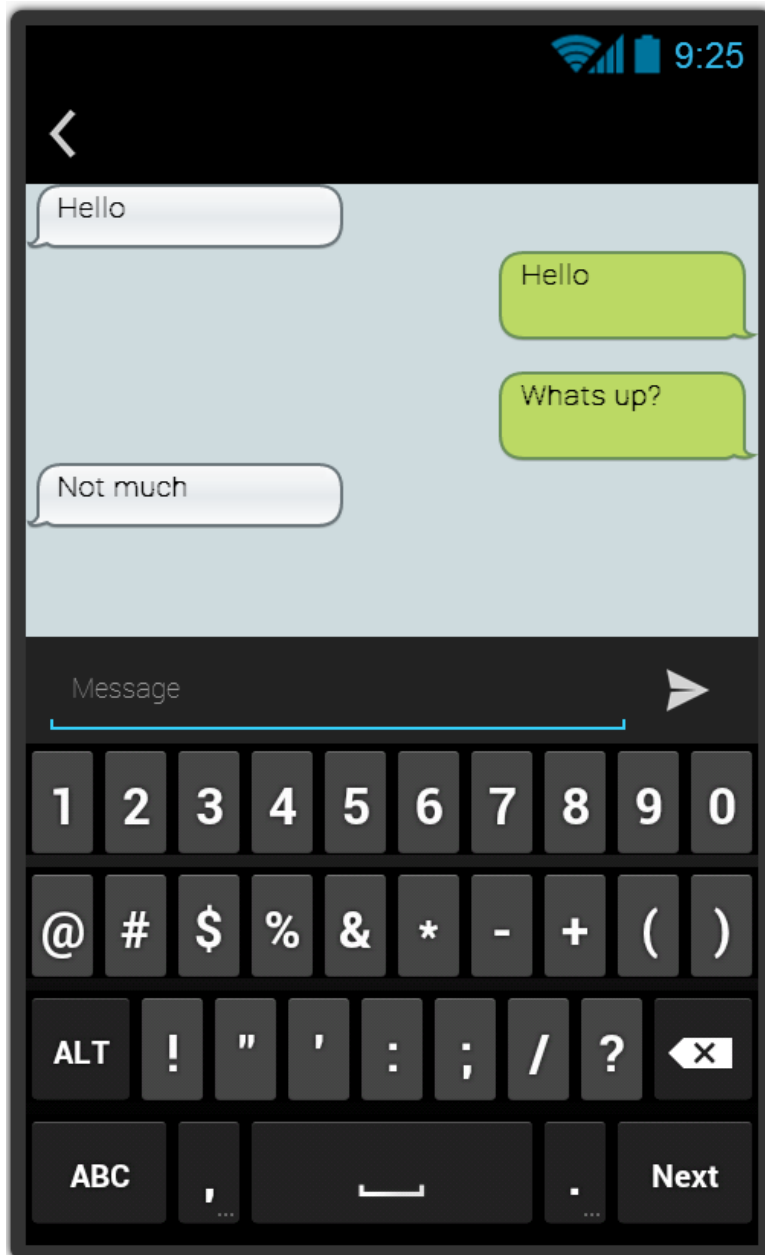 9:25
Hello
Hello
Whats up?
Not much
Message
1 2 3 4 5 6 7 8 9 0
@ # $ % & * - + ( )
ALT ! " ' : ; / ?
ABC , . Next